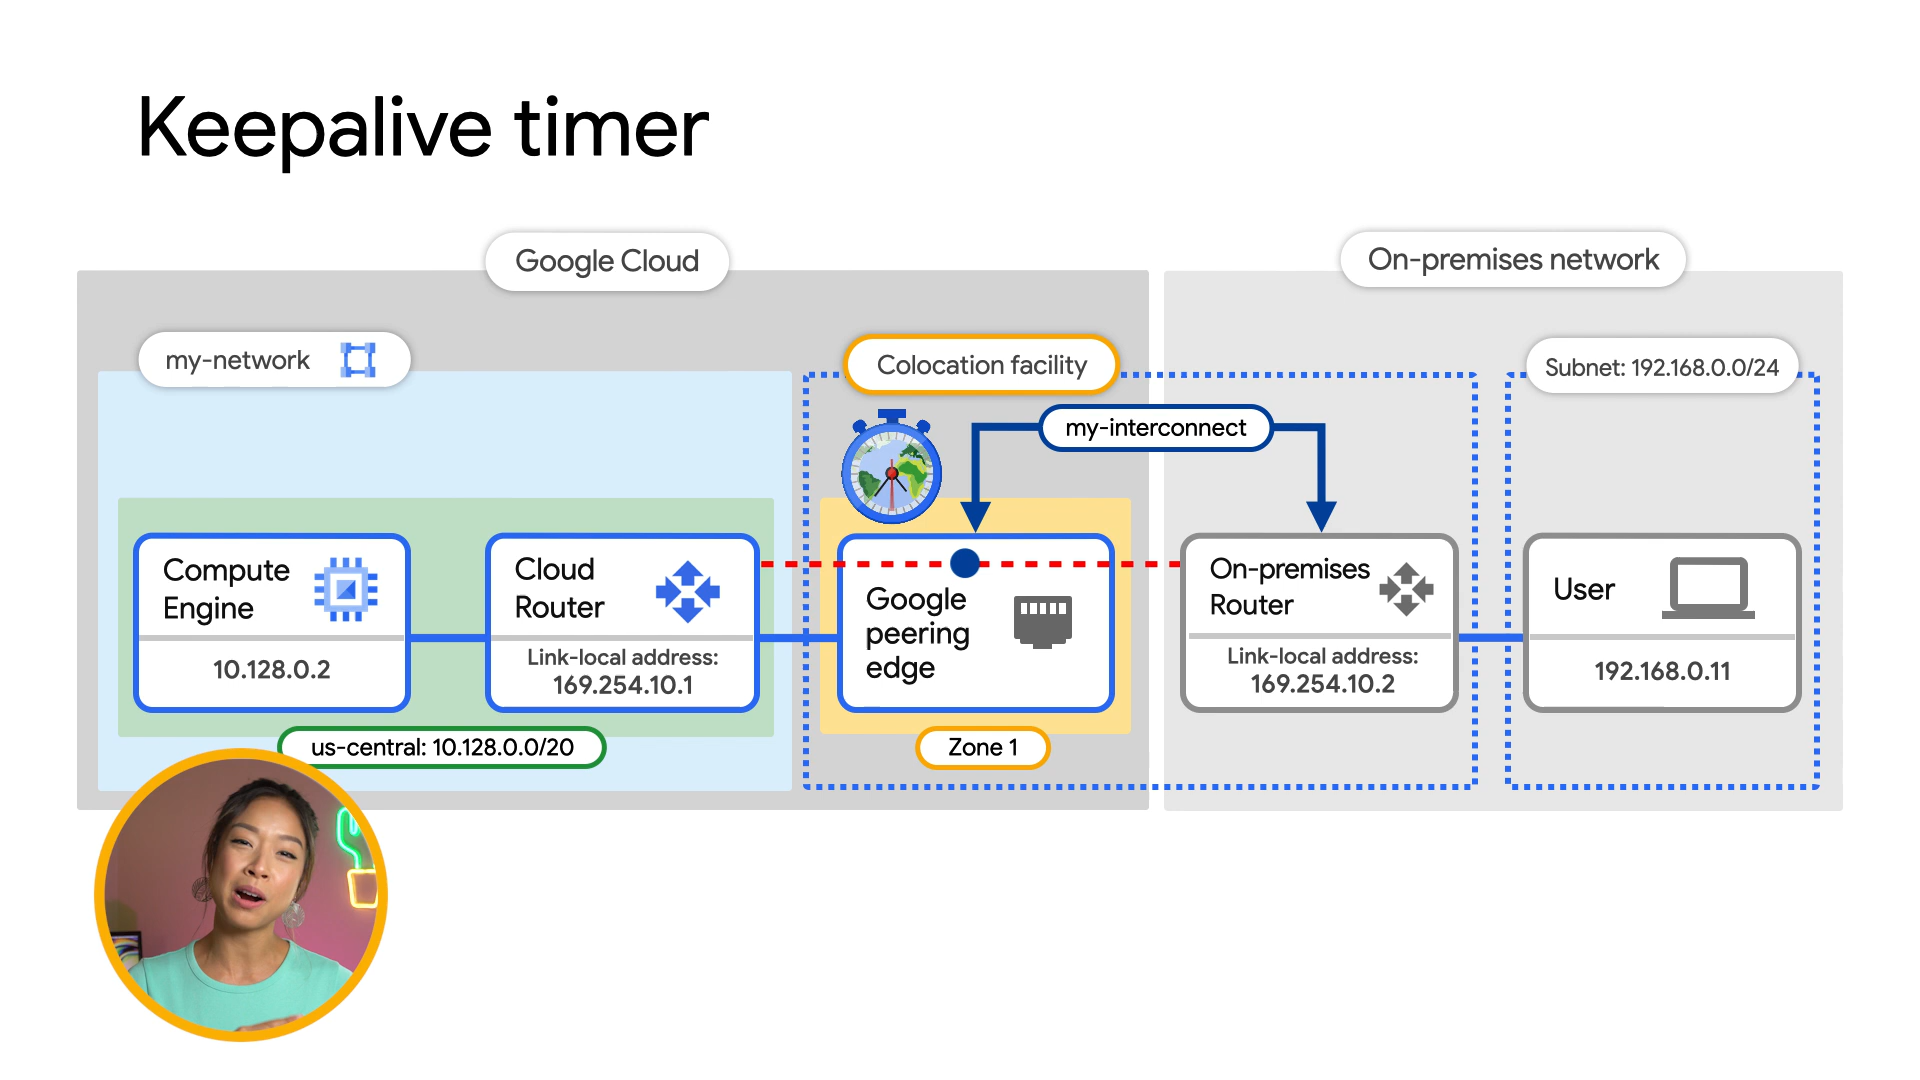 Keepalive timer
Google Cloud
On-premises network
my-network
Colocation facility
Subnet: 192.168.0.0/24
my-interconnect
Compute
Engine
10.128.0.2
Cloud
Router
Link-local address:
169.254.10.1
Google
peering
edge
On-premises
Router
Link-local address:
169.254.10.2
User
192.168.0.11
us-central: 10.128.0.0/20
Zone 1